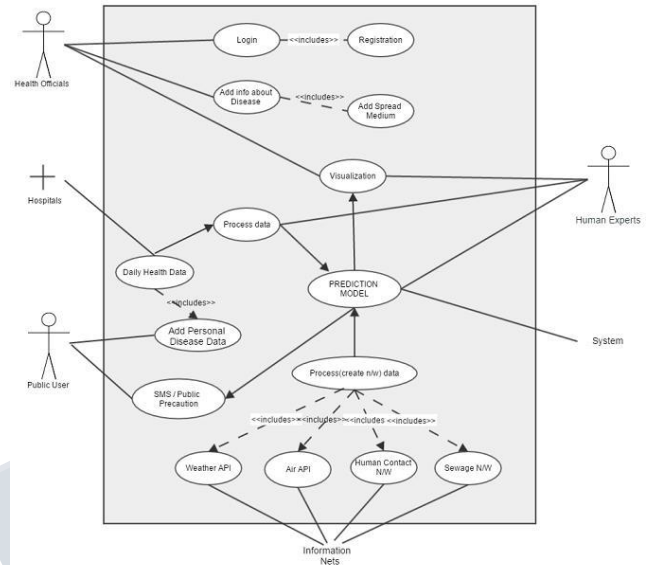 Login
<<includes>>
Registration
Health Officials
Add info about
Disease
<<includes>>
Add Spread
Medium
Visualization
Hospitals
Human Experts
Process data
Daily Health Data
PREDICTION
MODEL
<<includes>>
Add Personal
Disease Data
System
Public User
Process(create n/w) data
SMS / Public
Precaution
<<includes>>
<<includes>>
<<includes
<<includes>>
Weather API
Air API
Human Contact
N/W
Sewage N/W
Information
Nets